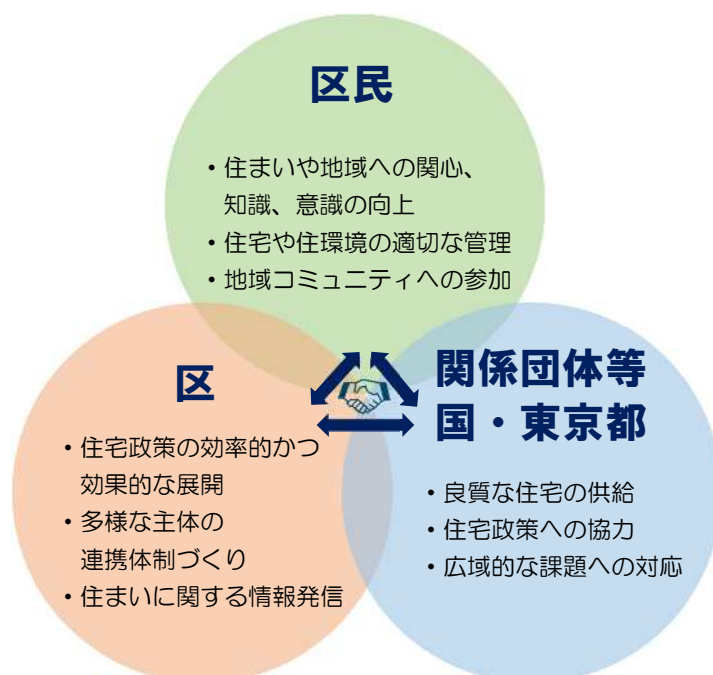 区民
・住まいや地域への関心、
知識、意識の向上
・住宅や住環境の適切な管理
・地域コミュニティへの参加
区
・住宅政策の効率的かつ
効果的な展開
・多様な主体の
連携体制づくり
・住まいに関する情報発信
関係団体等
国・東京都
・良質な住宅の供給
・住宅政策への協力
・広域的な課題への対応